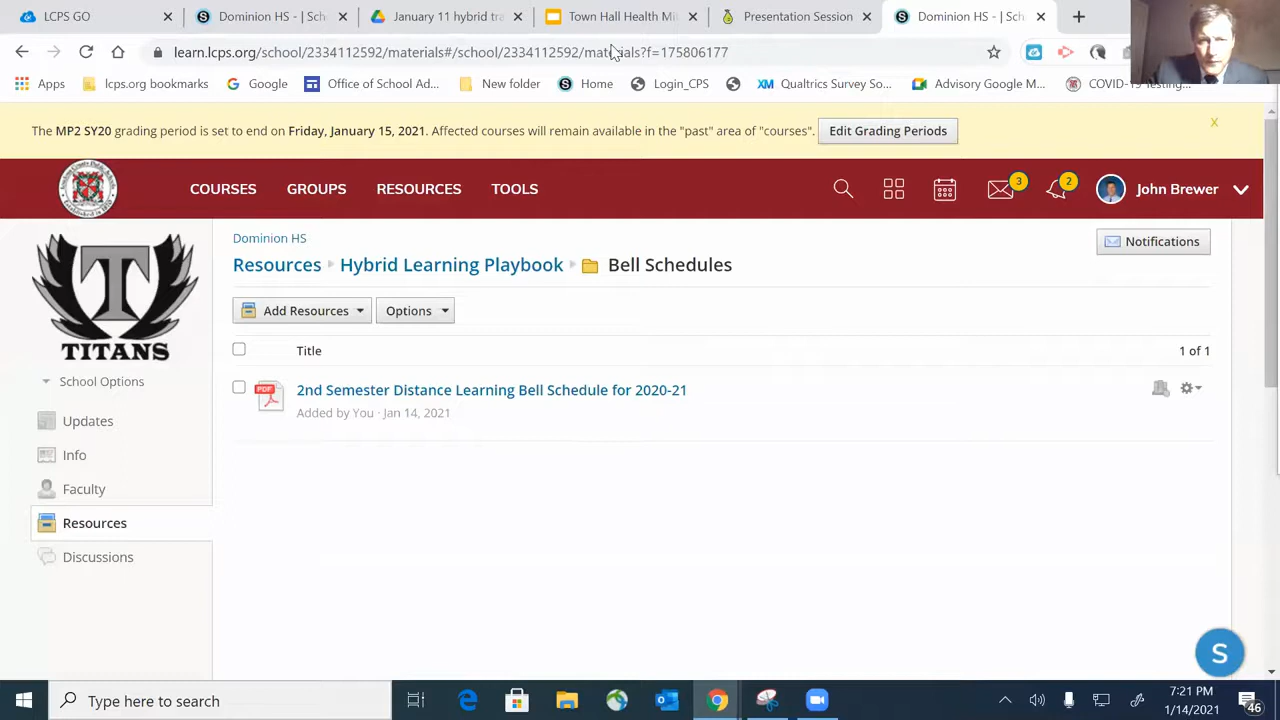 LCPS GO
Dominion HS - | Sch
January 11 hybrid tra
Town Hall Health Mit
Presentation Session
Dominion HS - | Sch
learn.lcps.org/school/2334112592/materials#/school/2334112592/materials?f=175806177
Apps
lcps.org bookmarks
Google
Office of School Ad...
New folder
Home
Login_CPS
Qualtrics Survey So...
Advisory Google M...
COVID-19 Testing...
The MP2 SY20 grading period is set to end on Friday, January 15, 2021. Affected courses will remain available in the "past" area of "courses".
Edit Grading Periods
x
COURSES
GROUPS
RESOURCES
TOOLS
3
2
John Brewer
T
TITANS
School Options
Updates
Info
Faculty
Resources
Discussions
Dominion HS
Notifications
Resources
Hybrid Learning Playbook
Bell Schedules
Add Resources
Options
Title
1 of 1
PDF
2nd Semester Distance Learning Bell Schedule for 2020-21
Added by You · Jan 14, 2021
S
Type here to search
7:21 PM
1/14/2021
46